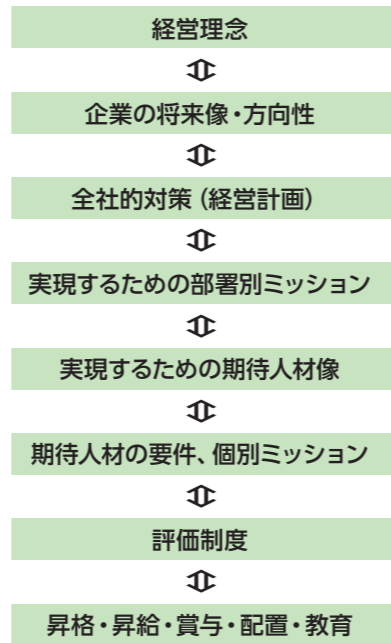 経営理念
企業の将来像・方向性
全社的対策（経営計画）
実現するための部署別ミッション
実現するための期待人材像
期待人材の要件、個別ミッション
評価制度
昇格・昇給・賞与・配置・教育